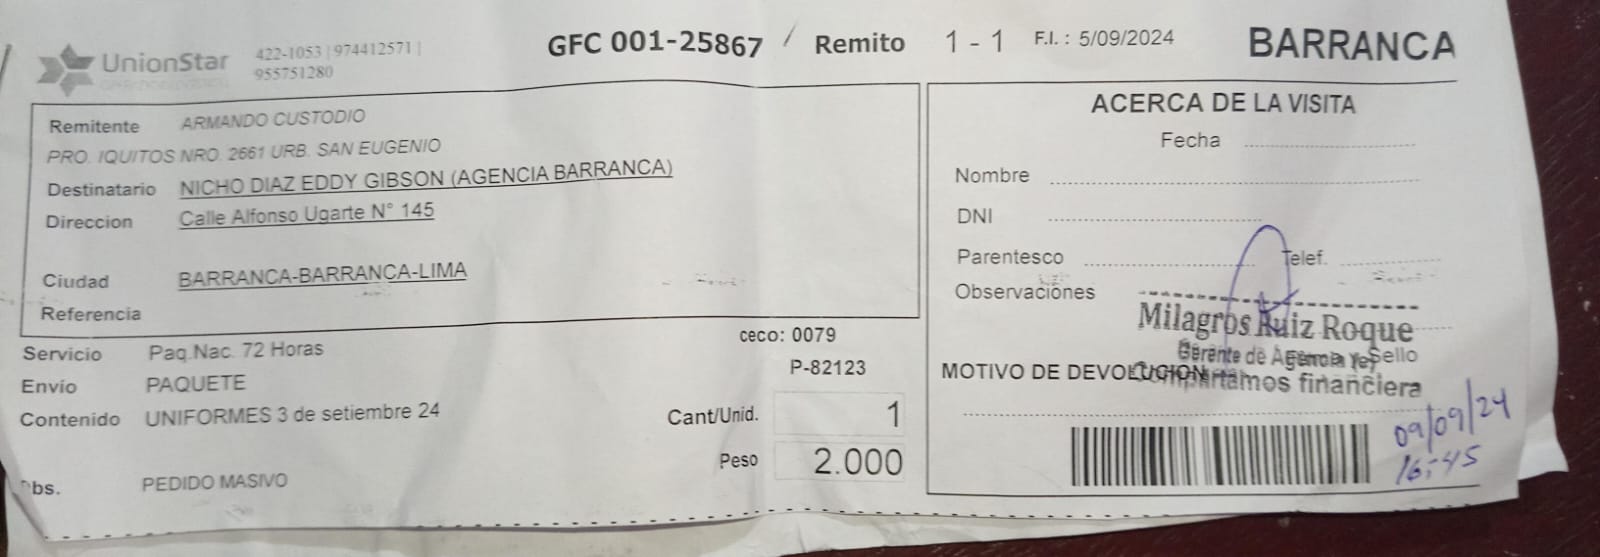 UnionStar
422-1053 | 974412571 |
955751280
GFC 001-25867 / Remito 1 - 1 F.I. : 5/09/2024 BARRANCA
Remitente ARMANDO CUSTODIO
PRO. IQUITOS NRO. 2661 URB. SAN EUGENIO
Destinatario NICHO DIAZ EDDY GIBSON (AGENCIA BARRANCA)
Direccion Calle Alfonso Ugarte N° 145
Ciudad BARRANCA-BARRANCA-LIMA
Referencia
Servicio Paq.Nac. 72 Horas
ceco: 0079
Envío PAQUETE
P-82123
Contenido UNIFORMES 3 de setiembre 24
Cant/Unid. 1
Peso 2.000
bs. PEDIDO MASIVO
ACERCA DE LA VISITA
Fecha
Nombre
DNI
Parentesco Telef.
Observaciones
Milagros Ruiz Roque
Gerente de Agencia (e)
Sello
MOTIVO DE DEVOLUCION
Compartamos financiera
09/09/24
16:45